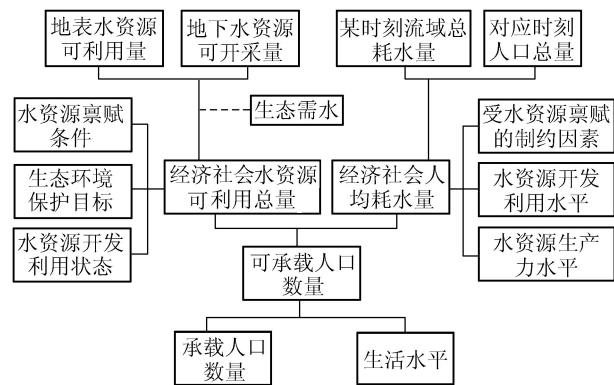 地表水资源
可利用量
地下水资源
可开采量
某时刻流域总
耗水量
对应时刻
人口总量
生态需水
水资源禀赋
条件
受水资源禀赋
的制约因素
生态环境
保护目标
经济社会水资源
可利用总量
经济社会人
均耗水量
水资源开发
利用水平
水资源开发
利用状态
水资源生产
力水平
可承载人口
数量
承载人口
数量
生活水平